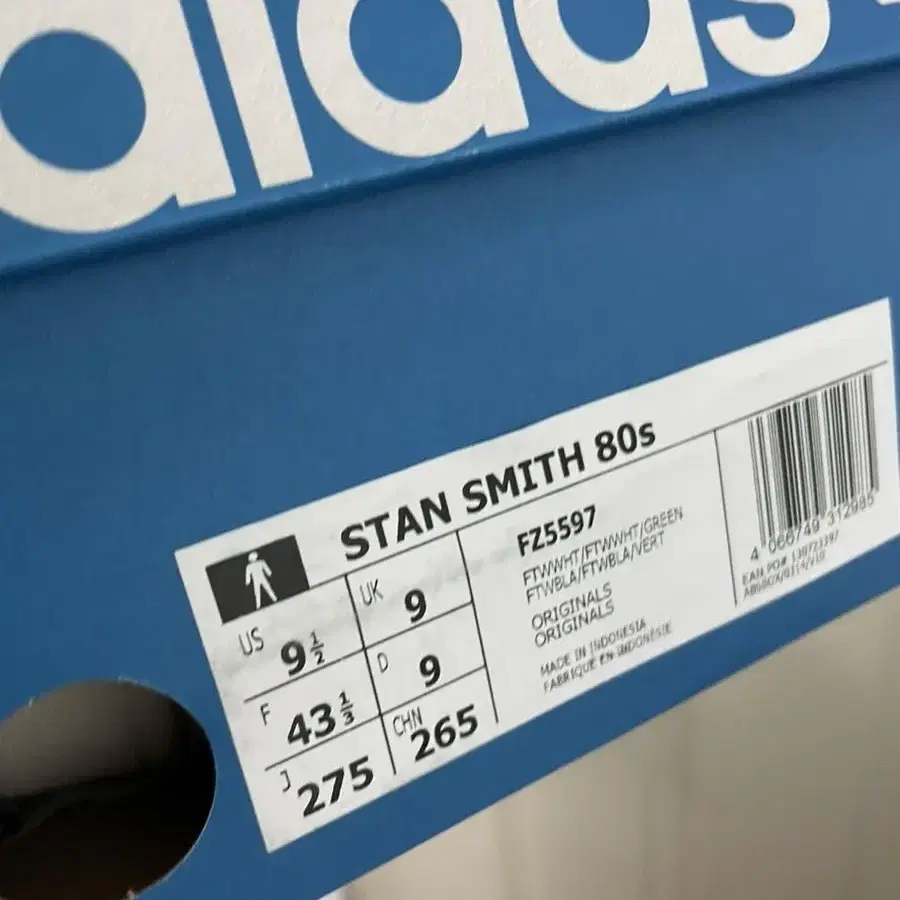 adidas
STAN SMITH 80s
US 9 1/2
UK 9
F 43 1/3
D 9
J 275
CHN 265
FZ5597
FTWWHT/FTWWHT/GREEN
FTWBLA/FTWBLA/VERT
ORIGINALS
ORIGINALS
MADE IN INDONESIA
FABRIQUE EN INDONESIE
4 066749 312985